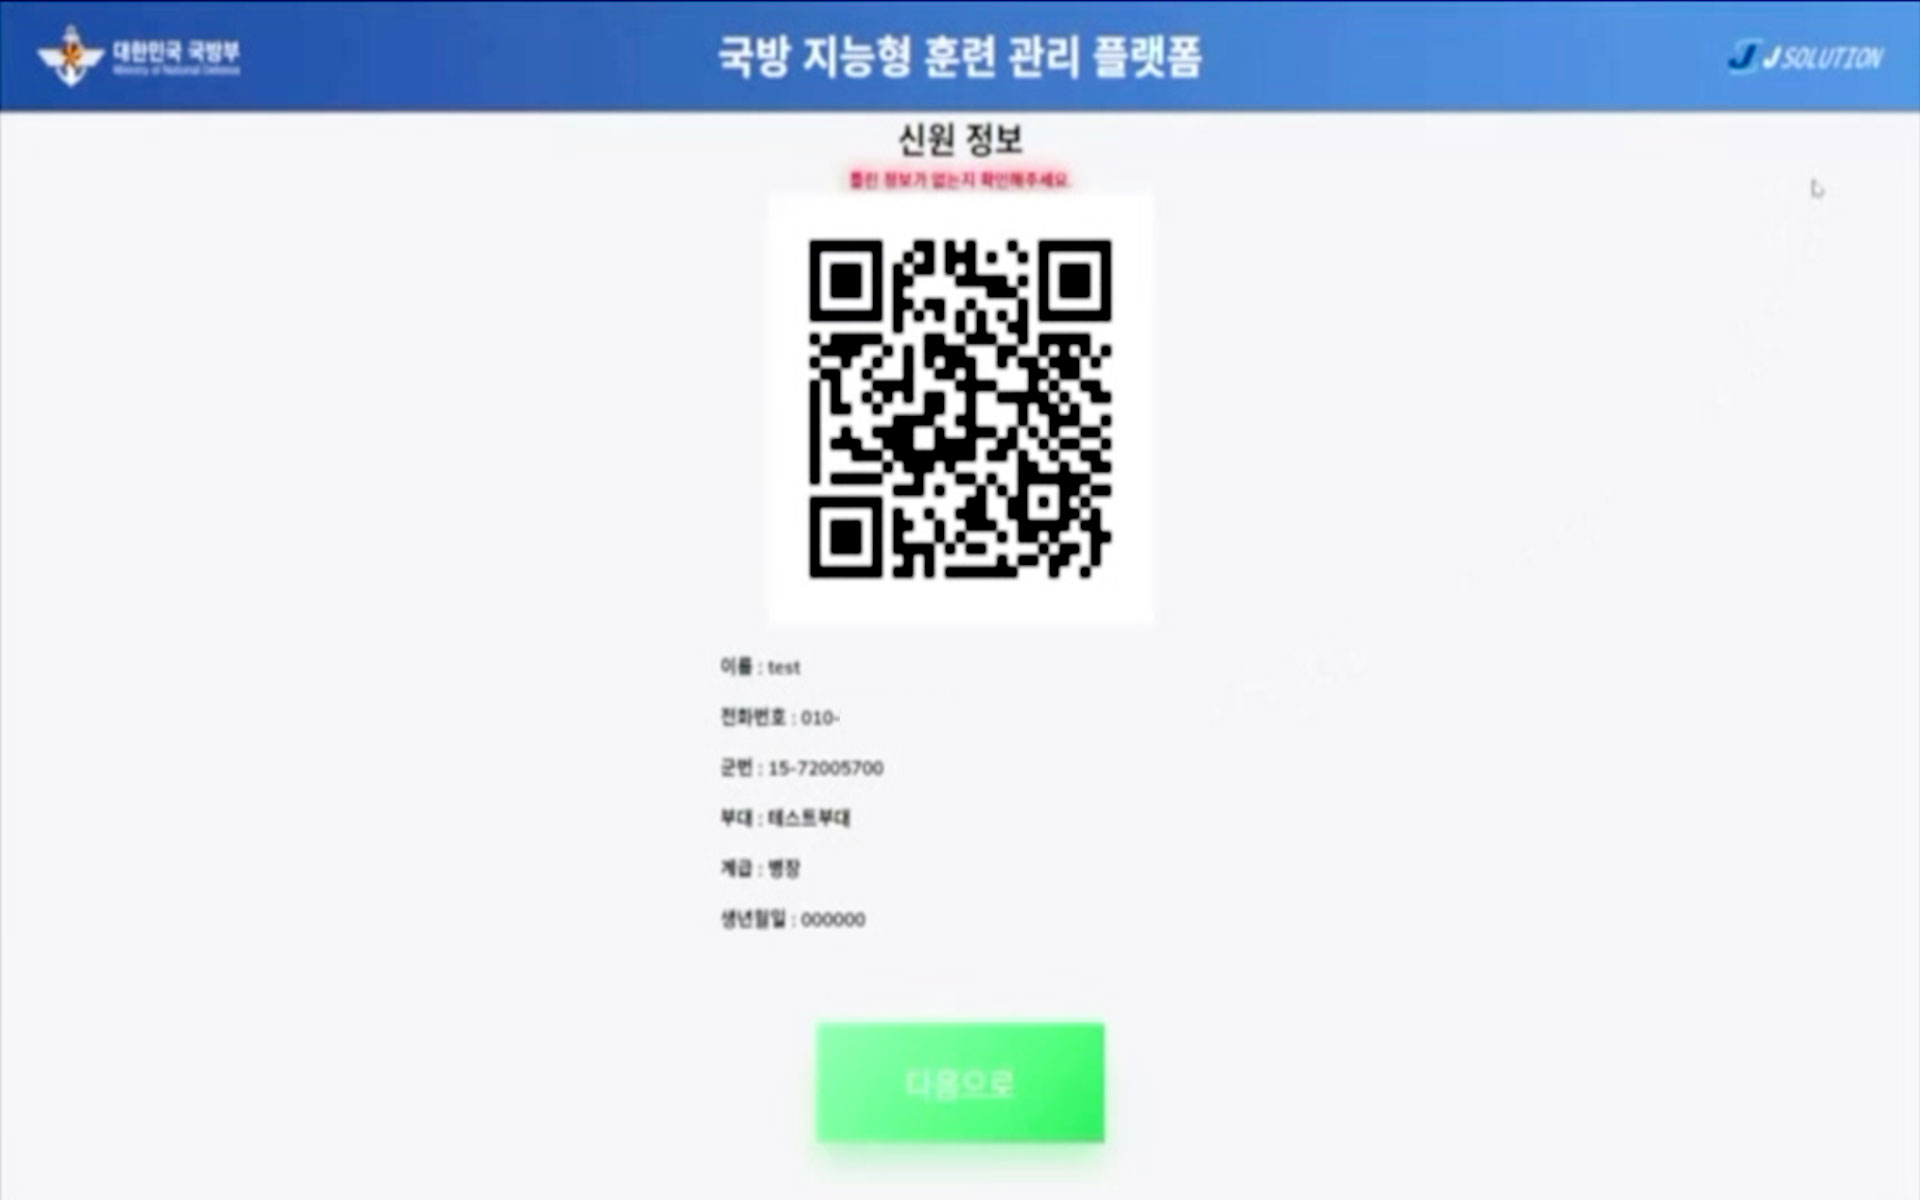 대한민국 국방부
Ministry of National Defense
국방 지능형 훈련 관리 플랫폼
J SOLUTION
신원 정보
틀린 정보가 없는지 확인해주세요.
이름 : test
전화번호 : 010-
군번 : 15-72005700
부대 : 테스트부대
계급 : 병장
생년월일 : 000000
다음으로